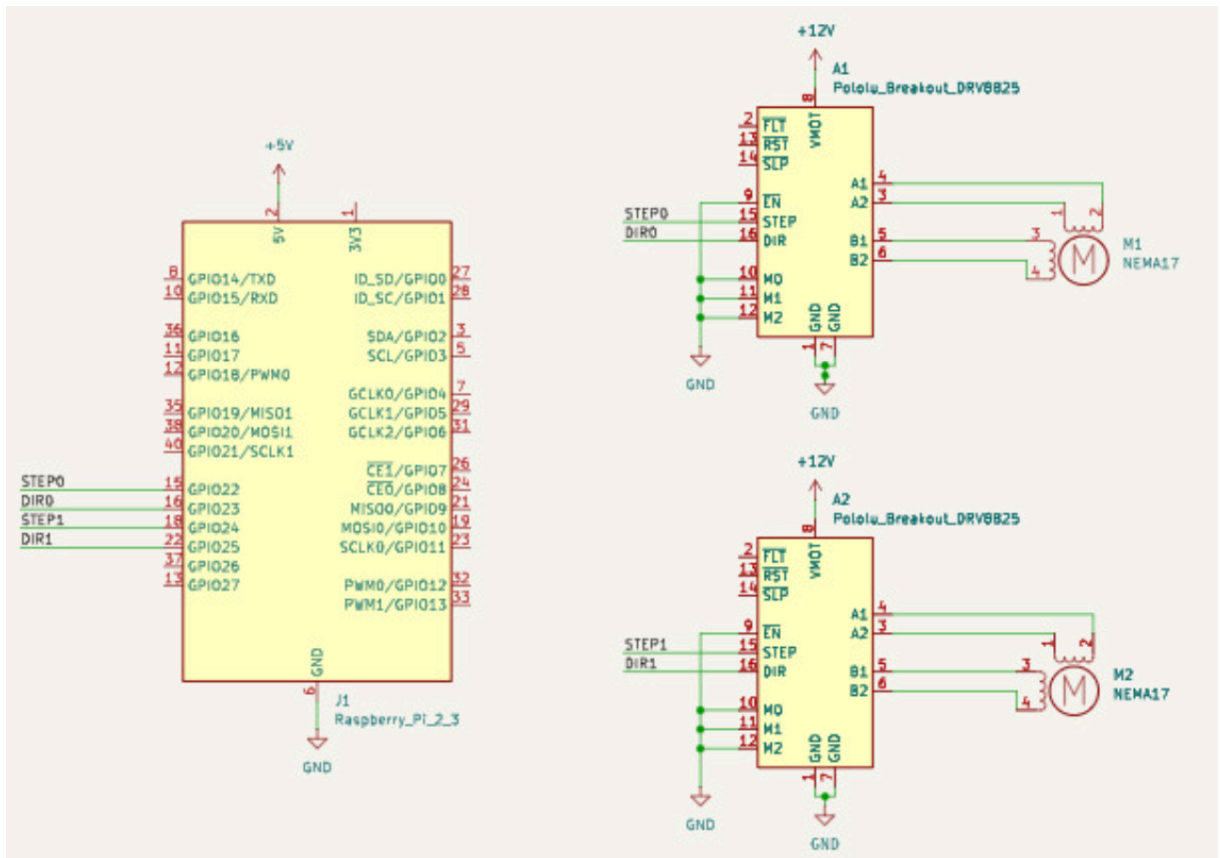 +5V
2
1
5V
3V3
8
GPIO14/TXD
ID_SD/GPIO0
27
10
GPIO15/RXD
ID_SC/GPIO1
28
36
GPIO16
SDA/GPIO2
3
11
GPIO17
SCL/GPIO3
5
12
GPIO18/PWM0
GCLK0/GPIO4
7
35
GPIO19/MISO1
GCLK1/GPIO5
29
38
GPIO20/MOSI1
GCLK2/GPIO6
31
40
GPIO21/SCLK1
CE1/GPIO7
26
STEP0
15
GPIO22
CE0/GPIO8
24
DIR0
16
GPIO23
MISO0/GPIO9
21
STEP1
18
GPIO24
MOSI0/GPIO10
19
DIR1
22
GPIO25
SCLK0/GPIO11
23
37
GPIO26
13
GPIO27
PWM0/GPIO12
32
PWM1/GPIO13
33
GND
6
J1
Raspberry_Pi_2_3
GND
+12V
A1
Pololu_Breakout_DRV8825
8
VMOT
2
FLT
13
RST
14
SLP
9
EN
STEP0
15
STEP
DIR0
16
DIR
10
M0
11
M1
12
M2
A1
4
A2
3
B1
5
B2
6
GND
GND
1
7
GND
GND
1
2
3
4
M
M1
NEMA17
+12V
A2
Pololu_Breakout_DRV8825
8
VMOT
2
FLT
13
RST
14
SLP
9
EN
STEP1
15
STEP
DIR1
16
DIR
10
M0
11
M1
12
M2
A1
4
A2
3
B1
5
B2
6
GND
GND
1
7
GND
GND
1
2
3
4
M
M2
NEMA17